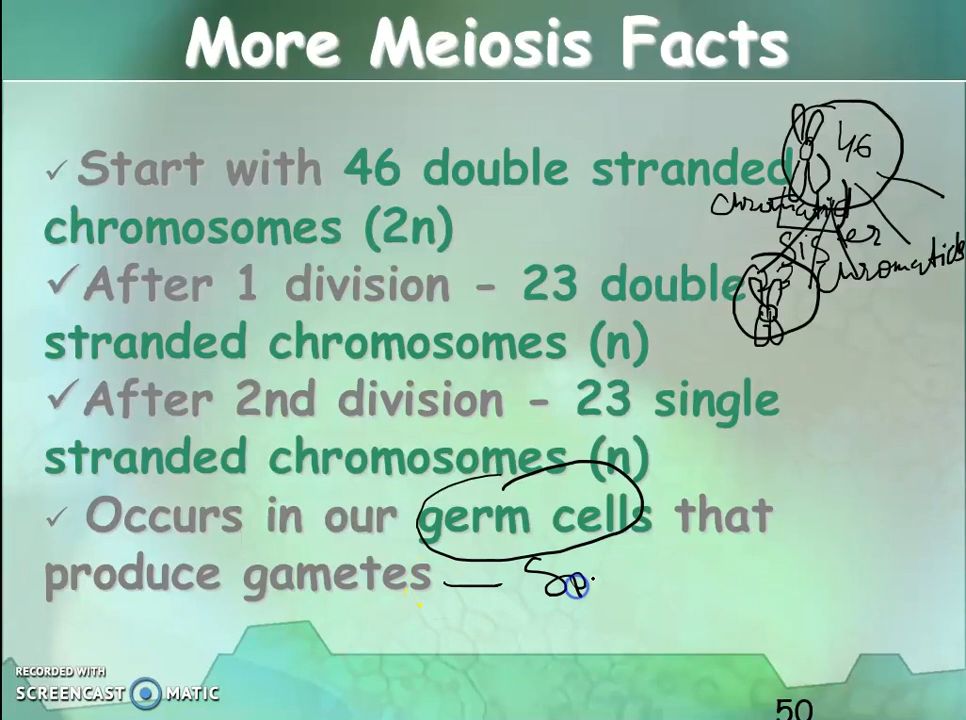 More Meiosis Facts
✓ Start with 46 double stranded
chromosomes (2n)
✓ After 1 division - 23 double
stranded chromosomes (n)
✓ After 2nd division - 23 single
stranded chromosomes (n)
✓ Occurs in our germ cells that
produce gametes — Sp
46
sister
chromatids
RECORDED WITH
SCREENCAST MATIC
50